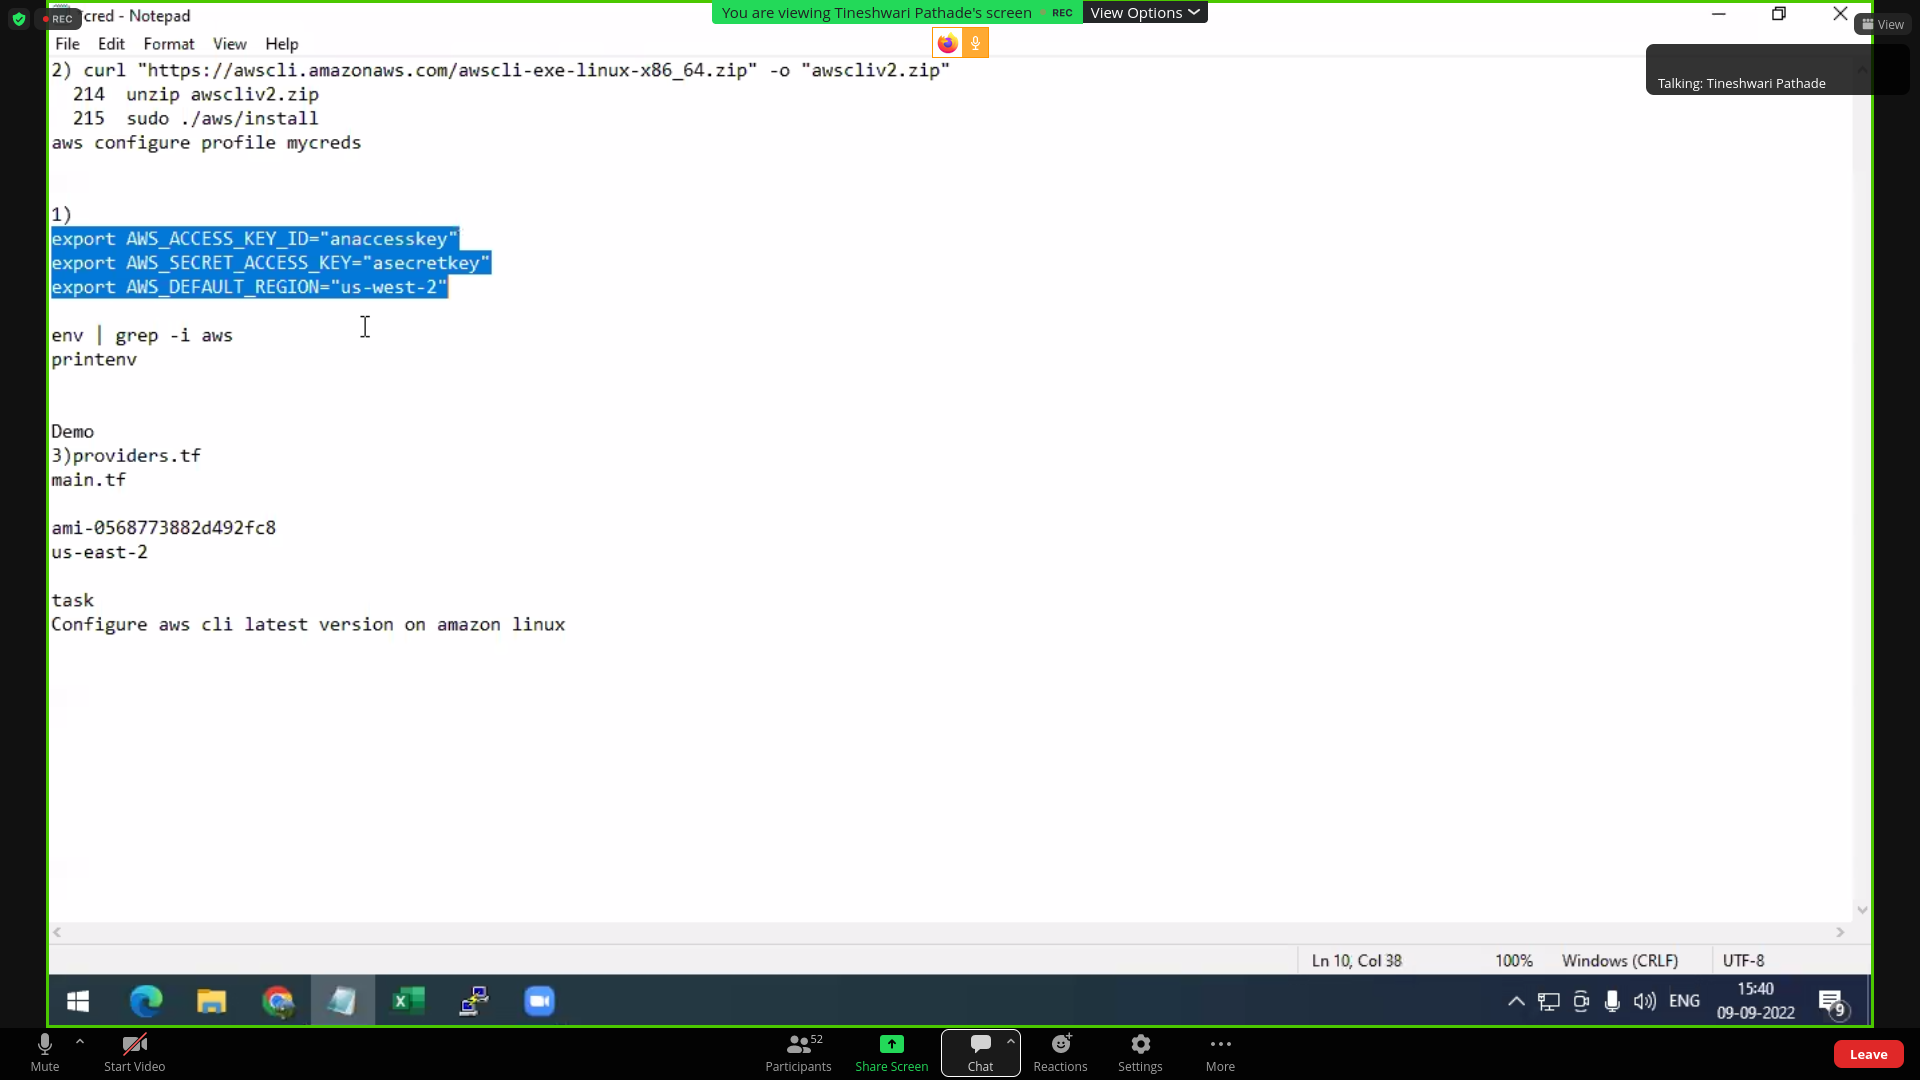 REC
cred - Notepad
You are viewing Tineshwari Pathade's screen
REC
View Options
View
File Edit Format View Help
Talking: Tineshwari Pathade
2) curl "https://awscli.amazonaws.com/awscli-exe-linux-x86_64.zip" -o "awscliv2.zip"
214 unzip awscliv2.zip
215 sudo ./aws/install
aws configure profile mycreds
1)
export AWS_ACCESS_KEY_ID="anaccesskey"
export AWS_SECRET_ACCESS_KEY="asecretkey"
export AWS_DEFAULT_REGION="us-west-2"
env | grep -i aws
printenv
Demo
3)providers.tf
main.tf
ami-0568773882d492fc8
us-east-2
task
Configure aws cli latest version on amazon linux
Ln 10, Col 38 100% Windows (CRLF) UTF-8
ENG
15:40
09-09-2022
9
Mute
Start Video
Participants
52
Share Screen
Chat
Reactions
Settings
More
Leave